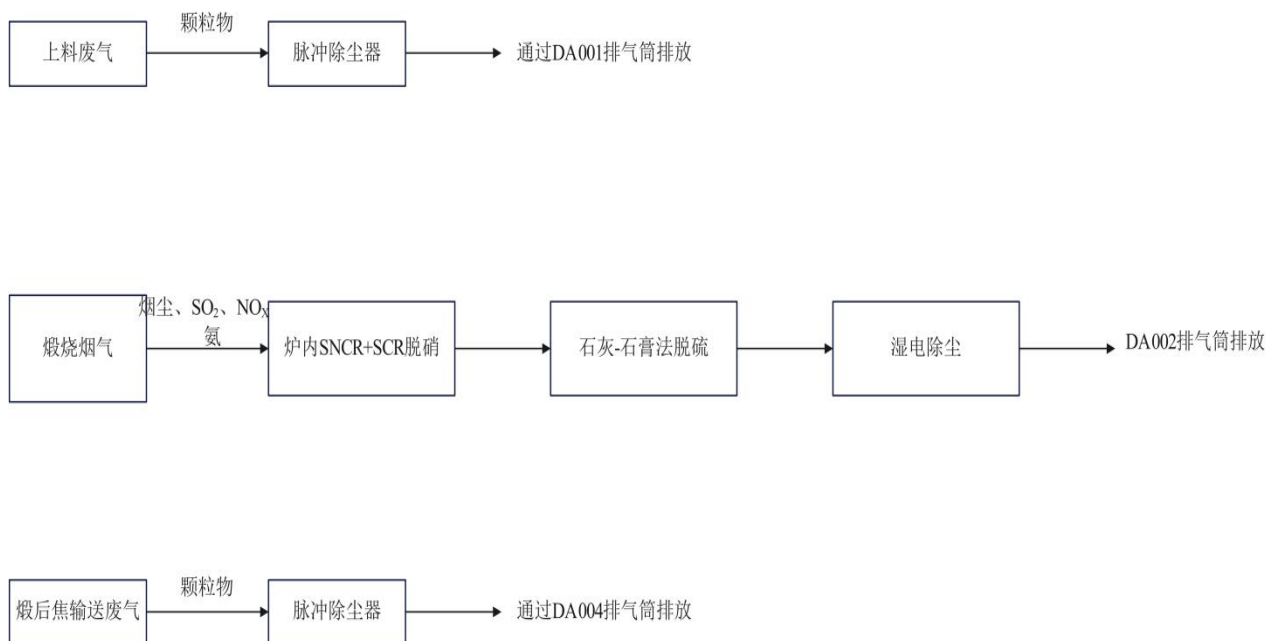 颗粒物
上料废气
脉冲除尘器
通过DA001排气筒排放
烟尘、SO₂、NOₓ
氨
煅烧烟气
炉内SNCR+SCR脱硝
石灰-石膏法脱硫
湿电除尘
DA002排气筒排放
颗粒物
煅后焦输送废气
脉冲除尘器
通过DA004排气筒排放